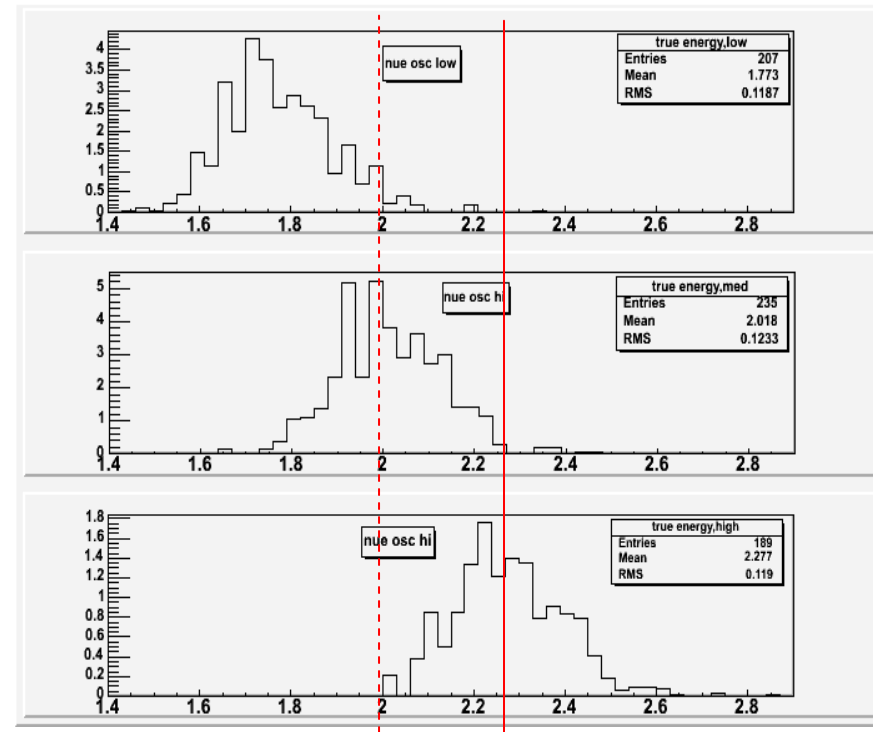 4
3.5
3
2.5
2
1.5
1
0.5
0
1.4 1.6 1.8 2 2.2 2.4 2.6 2.8
nue osc low
true energy,low
Entries 207
Mean 1.773
RMS 0.1187
5
4
3
2
1
0
1.4 1.6 1.8 2 2.2 2.4 2.6 2.8
nue osc hi
true energy,med
Entries 235
Mean 2.018
RMS 0.1233
1.8
1.6
1.4
1.2
1
0.8
0.6
0.4
0.2
0
1.4 1.6 1.8 2 2.2 2.4 2.6 2.8
nue osc hi
true energy,high
Entries 189
Mean 2.277
RMS 0.119